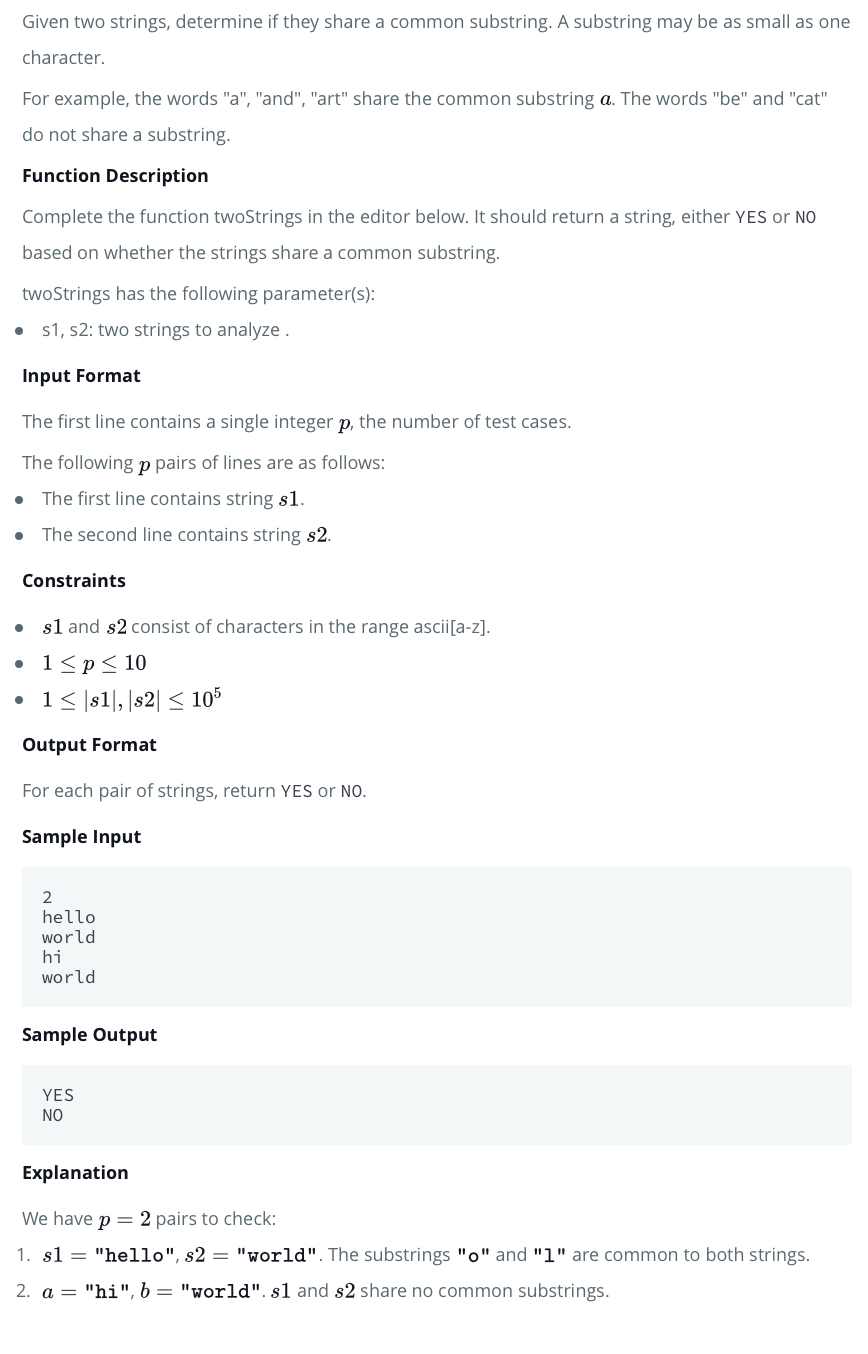 Given two strings, determine if they share a common substring. A substring may be as small as one
character.
For example, the words "a", "and", "art" share the common substring a. The words "be" and "cat"
do not share a substring.
Function Description
Complete the function twoStrings in the editor below. It should return a string, either YES or NO
based on whether the strings share a common substring.
twoStrings has the following parameter(s):
• s1, s2: two strings to analyze .
Input Format
The first line contains a single integer p, the number of test cases.
The following p pairs of lines are as follows:
• The first line contains string s1.
• The second line contains string s2.
Constraints
• s1 and s2 consist of characters in the range ascii[a-z].
• 1 ≤ p ≤ 10
• 1 ≤ |s1|, |s2| ≤ 10⁵
Output Format
For each pair of strings, return YES or NO.
Sample Input
2
hello
world
hi
world
Sample Output
YES
NO
Explanation
We have p = 2 pairs to check:
1. s1 = "hello", s2 = "world". The substrings "o" and "l" are common to both strings.
2. a = "hi", b = "world". s1 and s2 share no common substrings.